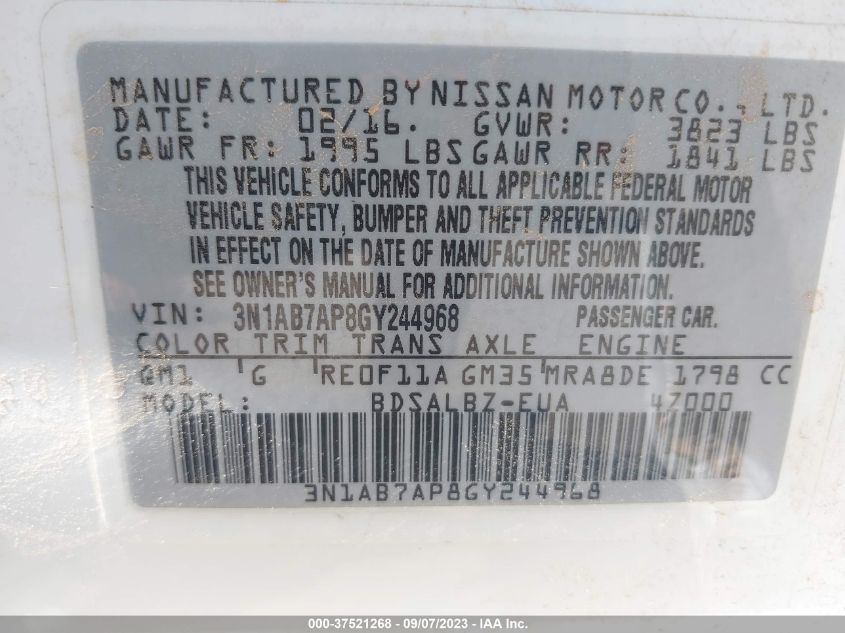 MANUFACTURED BY NISSAN MOTOR CO., LTD.
DATE: 02/16. GVWR: 3823 LBS
GAWR FR: 1995 LBS GAWR RR: 1841 LBS
THIS VEHICLE CONFORMS TO ALL APPLICABLE FEDERAL MOTOR
VEHICLE SAFETY, BUMPER AND THEFT PREVENTION STANDARDS
IN EFFECT ON THE DATE OF MANUFACTURE SHOWN ABOVE.
SEE OWNER'S MANUAL FOR ADDITIONAL INFORMATION.
VIN: 3N1AB7AP8GY244968 PASSENGER CAR.
COLOR TRIM TRANS AXLE ENGINE
QM1 G RE0F11A GM35 MRA8DE 1798 CC
MODEL: BDSALBZ-EUA 4Z000
3N1AB7AP8GY244968
000-37521268 - 09/07/2023 - IAA Inc.